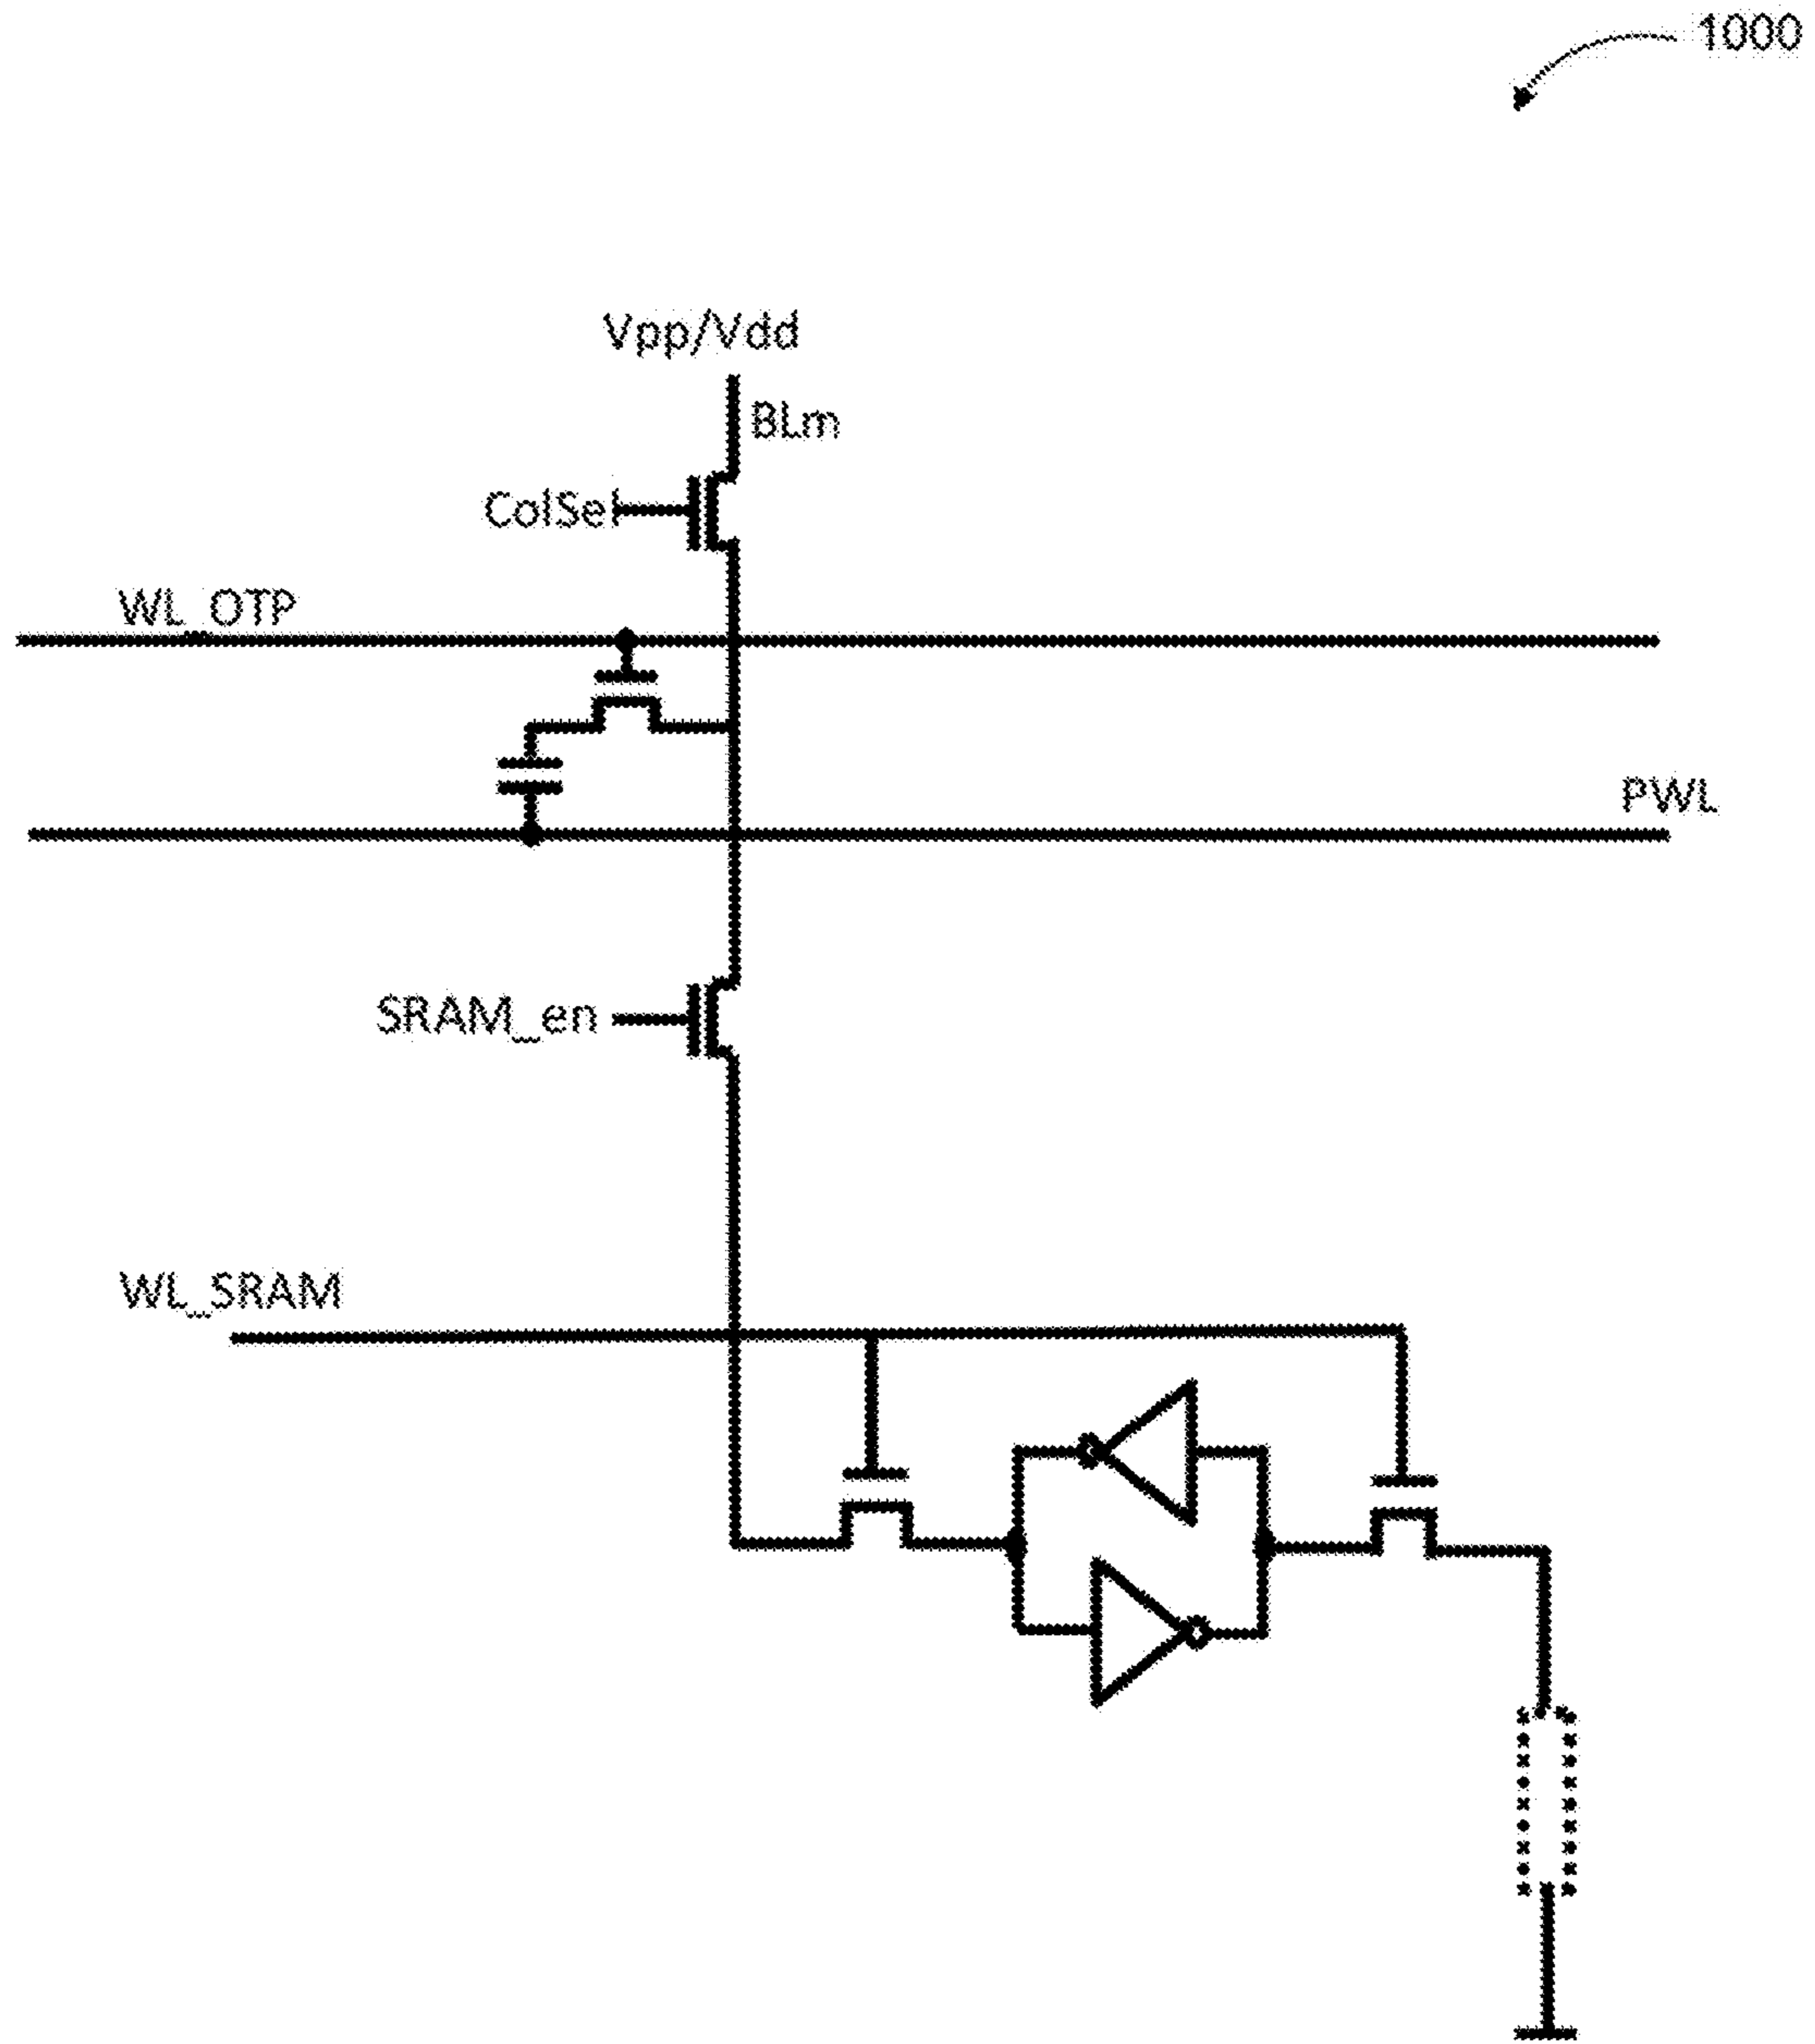 1000
Vpp/Vdd
BLm
ColSel
WL_OTP
PWL
SRAM_en
WL_SRAM